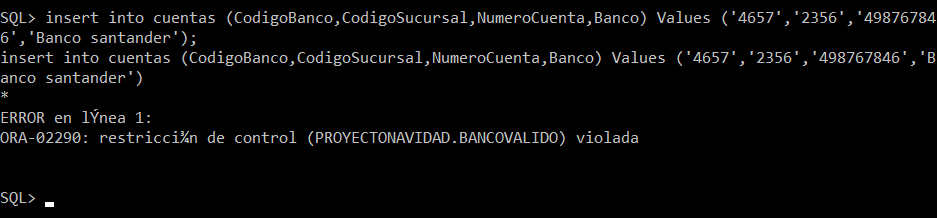 SQL> insert into cuentas (CodigoBanco,CodigoSucursal,NumeroCuenta,Banco) Values ('4657','2356','49876784
6','Banco santander');
insert into cuentas (CodigoBanco,CodigoSucursal,NumeroCuenta,Banco) Values ('4657','2356','498767846','B
anco santander')
*
ERROR en lÝnea 1:
ORA-02290: restricci¾n de control (PROYECTONAVIDAD.BANCOVALIDO) violada
SQL>